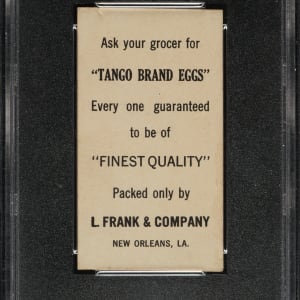 Ask your grocer for
"TANGO BRAND EGGS"
Every one guaranteed
to be of
"FINEST QUALITY"
Packed only by
L. FRANK & COMPANY
NEW ORLEANS, LA.